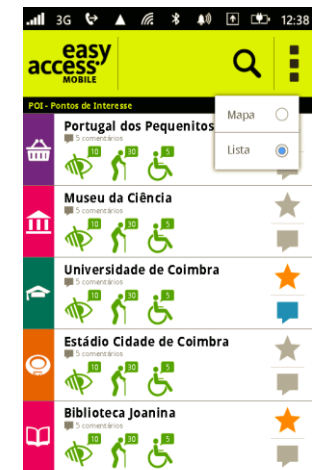 3G 12:38
easy
access
MOBILE
POI - Pontos de Interesse
Mapa
Lista
Portugal dos Pequenitos
5 comentários
10 30 5
Museu da Ciência
5 comentários
10 30 5
Universidade de Coimbra
5 comentários
10 30 5
Estádio Cidade de Coimbra
5 comentários
10 30 5
Biblioteca Joanina
5 comentários
10 30 5